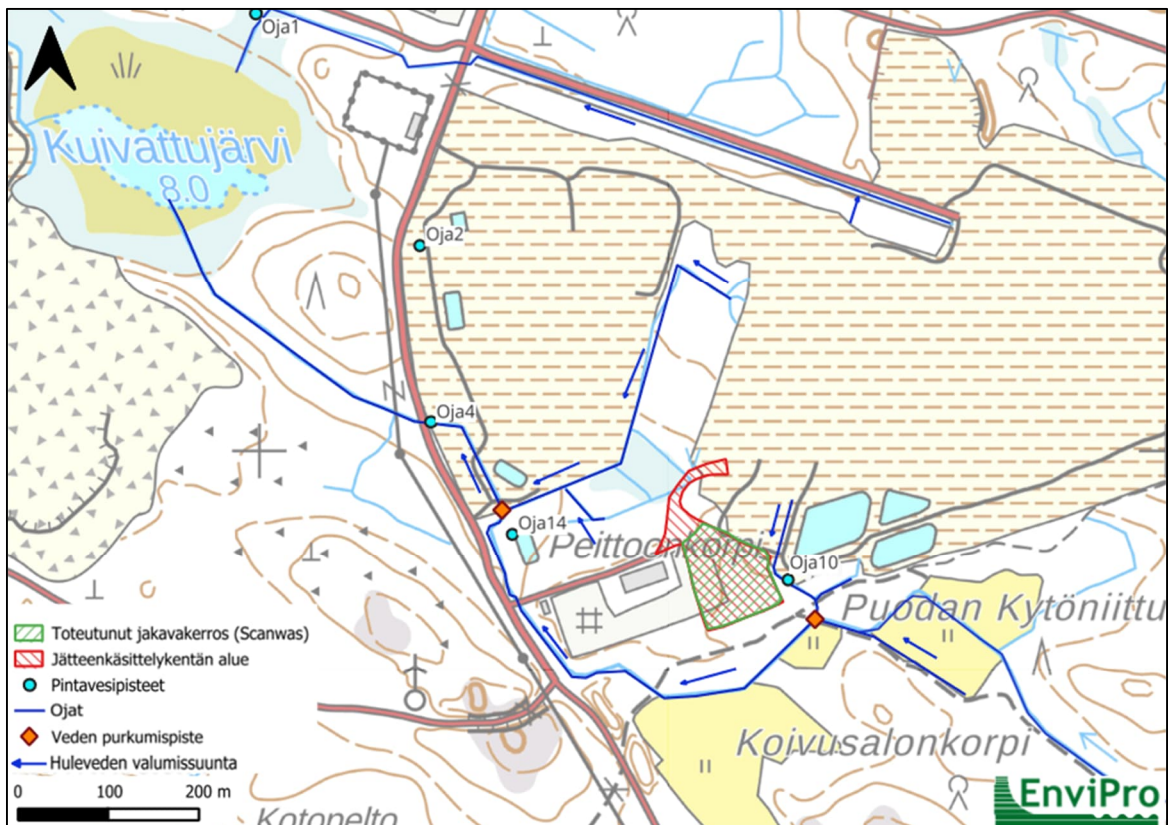 Oja1
Kuivattujärvi
8.0
Oja2
Oja4
Oja14
Peittoonkorpi
Oja10
Puodan Kytöniittu
Koivusalonkorpi
Kotopelto
Toteutunut jakavakerros (Scanwas)
Jätteenkäsittelykentän alue
Pintavesipisteet
Ojat
Veden purkumispiste
Huleveden valumissuunta
0 100 200 m
EnviPro